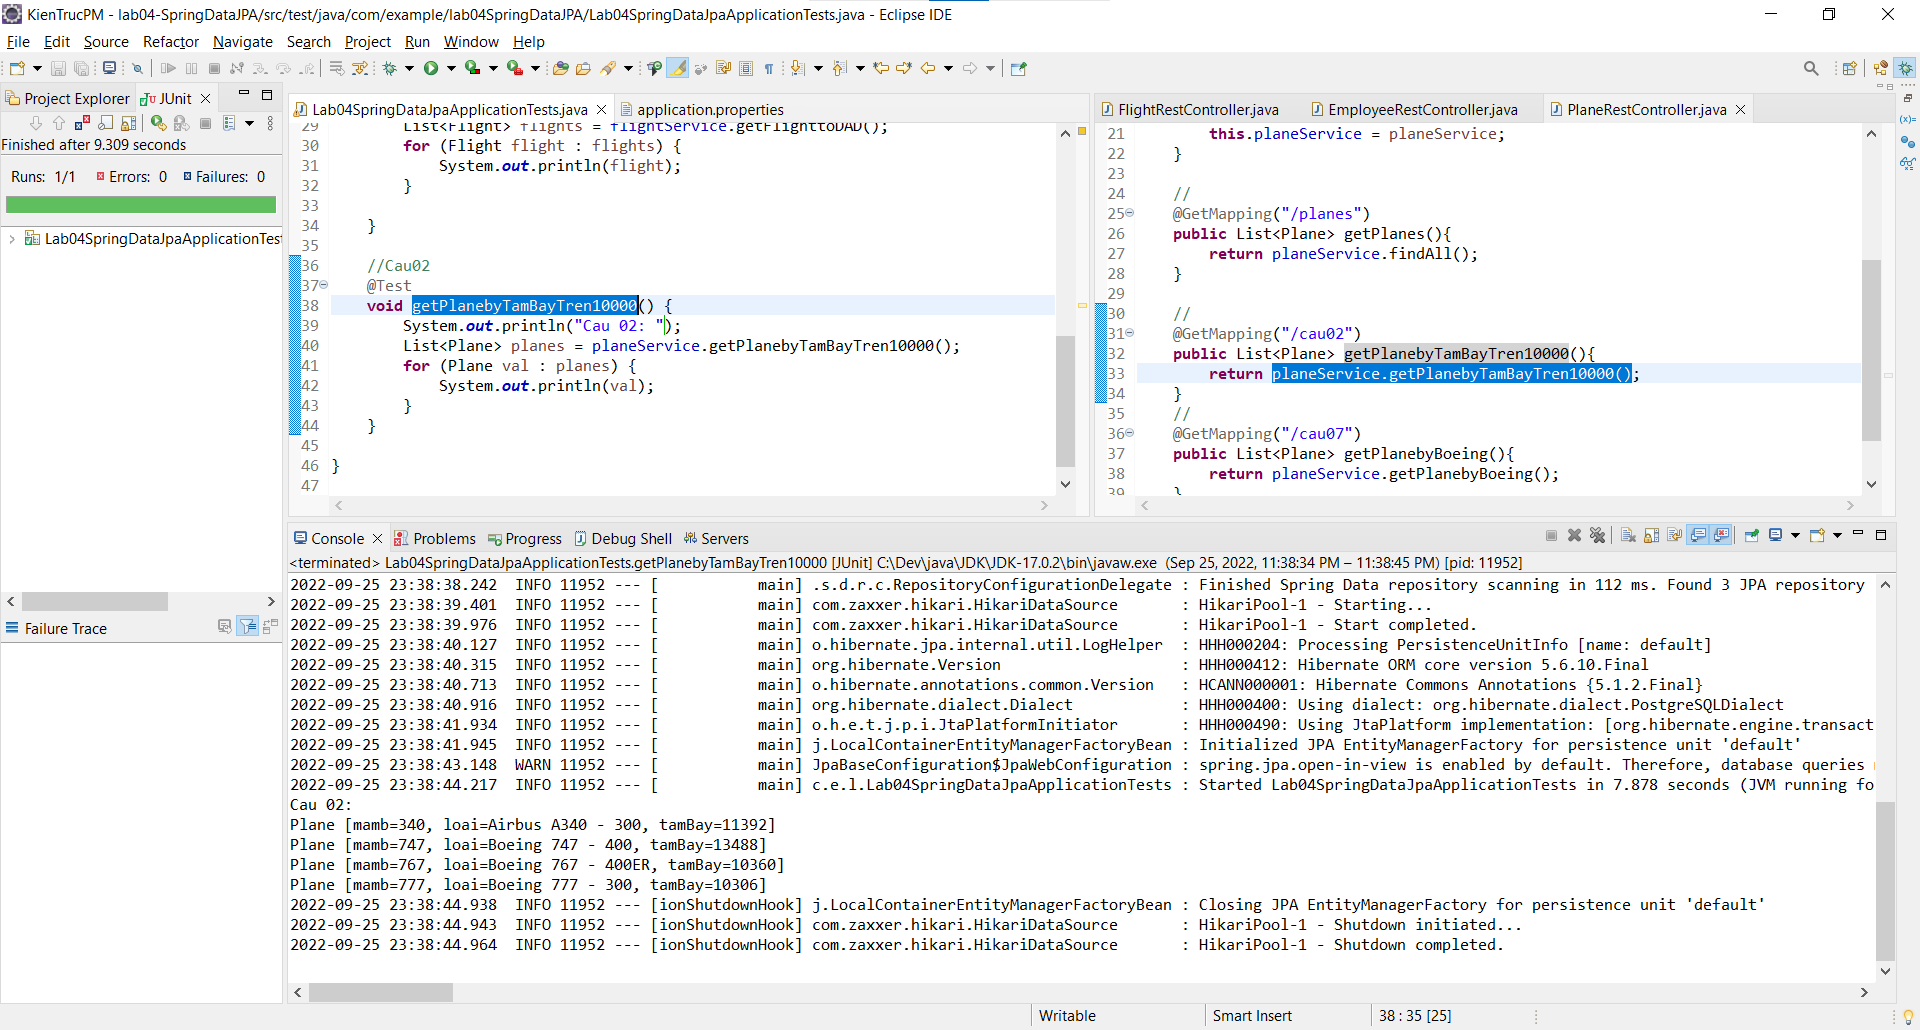 KienTrucPM - lab04-SpringDataJPA/src/test/java/com/example/lab04SpringDataJPA/Lab04SpringDataJpaApplicationTests.java - Eclipse IDE
File Edit Source Refactor Navigate Search Project Run Window Help
Project Explorer JUnit
Finished after 9.309 seconds
Runs: 1/1 Errors: 0 Failures: 0
Lab04SpringDataJpaApplicationTest
Failure Trace
Lab04SpringDataJpaApplicationTests.java application.properties
29 List<Flight> flights = flightService.getFlighttoDAD();
30 for (Flight flight : flights) {
31 System.out.println(flight);
32 }
33
34 }
35
36 //Cau02
37 @Test
38 void getPlanebyTamBayTren10000() {
39 System.out.println("Cau 02: ");
40 List<Plane> planes = planeService.getPlanebyTamBayTren10000();
41 for (Plane val : planes) {
42 System.out.println(val);
43 }
44 }
45
46 }
47
FlightRestController.java EmployeeRestController.java PlaneRestController.java
21 this.planeService = planeService;
22 }
23
24 //
25 @GetMapping("/planes")
26 public List<Plane> getPlanes(){
27 return planeService.findAll();
28 }
29
30 //
31 @GetMapping("/cau02")
32 public List<Plane> getPlanebyTamBayTren10000(){
33 return planeService.getPlanebyTamBayTren10000();
34 }
35 //
36 @GetMapping("/cau07")
37 public List<Plane> getPlanebyBoeing(){
38 return planeService.getPlanebyBoeing();
39 }
Console Problems Progress Debug Shell Servers
<terminated> Lab04SpringDataJpaApplicationTests.getPlanebyTamBayTren10000 [JUnit] C:\Dev\java\JDK\JDK-17.0.2\bin\javaw.exe (Sep 25, 2022, 11:38:34 PM – 11:38:45 PM) [pid: 11952]
2022-09-25 23:38:38.242 INFO 11952 --- [ main] .s.d.r.c.RepositoryConfigurationDelegate : Finished Spring Data repository scanning in 112 ms. Found 3 JPA repository
2022-09-25 23:38:39.401 INFO 11952 --- [ main] com.zaxxer.hikari.HikariDataSource : HikariPool-1 - Starting...
2022-09-25 23:38:39.976 INFO 11952 --- [ main] com.zaxxer.hikari.HikariDataSource : HikariPool-1 - Start completed.
2022-09-25 23:38:40.127 INFO 11952 --- [ main] o.hibernate.jpa.internal.util.LogHelper : HHH000204: Processing PersistenceUnitInfo [name: default]
2022-09-25 23:38:40.315 INFO 11952 --- [ main] org.hibernate.Version : HHH000412: Hibernate ORM core version 5.6.10.Final
2022-09-25 23:38:40.713 INFO 11952 --- [ main] o.hibernate.annotations.common.Version : HCANN000001: Hibernate Commons Annotations {5.1.2.Final}
2022-09-25 23:38:40.916 INFO 11952 --- [ main] org.hibernate.dialect.Dialect : HHH000400: Using dialect: org.hibernate.dialect.PostgreSQLDialect
2022-09-25 23:38:41.934 INFO 11952 --- [ main] o.h.e.t.j.p.i.JtaPlatformInitiator : HHH000490: Using JtaPlatform implementation: [org.hibernate.engine.transact
2022-09-25 23:38:41.945 INFO 11952 --- [ main] j.LocalContainerEntityManagerFactoryBean : Initialized JPA EntityManagerFactory for persistence unit 'default'
2022-09-25 23:38:43.148 WARN 11952 --- [ main] JpaBaseConfiguration$JpaWebConfiguration : spring.jpa.open-in-view is enabled by default. Therefore, database queries
2022-09-25 23:38:44.217 INFO 11952 --- [ main] c.e.l.Lab04SpringDataJpaApplicationTests : Started Lab04SpringDataJpaApplicationTests in 7.878 seconds (JVM running fo
Cau 02:
Plane [mamb=340, loai=Airbus A340 - 300, tamBay=11392]
Plane [mamb=747, loai=Boeing 747 - 400, tamBay=13488]
Plane [mamb=767, loai=Boeing 767 - 400ER, tamBay=10360]
Plane [mamb=777, loai=Boeing 777 - 300, tamBay=10306]
2022-09-25 23:38:44.938 INFO 11952 --- [ionShutdownHook] j.LocalContainerEntityManagerFactoryBean : Closing JPA EntityManagerFactory for persistence unit 'default'
2022-09-25 23:38:44.943 INFO 11952 --- [ionShutdownHook] com.zaxxer.hikari.HikariDataSource : HikariPool-1 - Shutdown initiated...
2022-09-25 23:38:44.964 INFO 11952 --- [ionShutdownHook] com.zaxxer.hikari.HikariDataSource : HikariPool-1 - Shutdown completed.
Writable Smart Insert 38 : 35 [25]